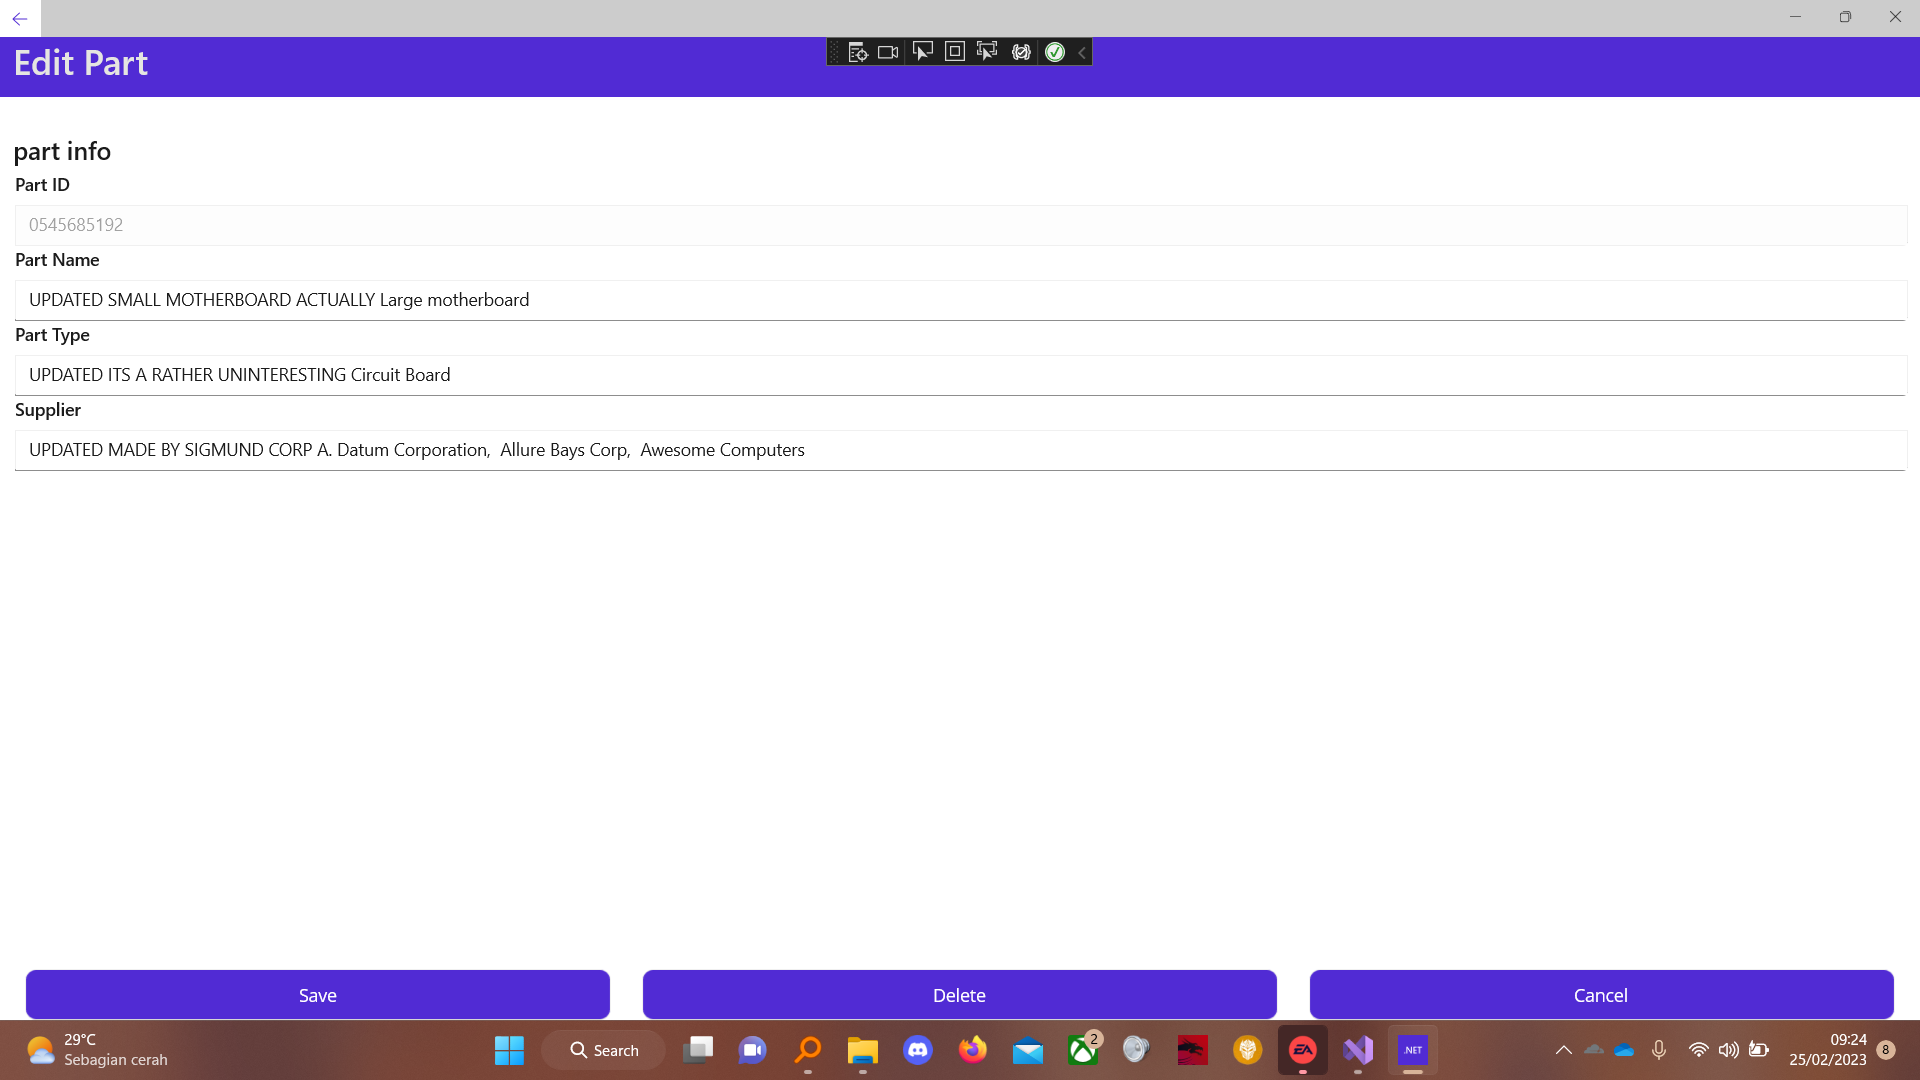 Edit Part
part info
Part ID
0545685192
Part Name
UPDATED SMALL MOTHERBOARD ACTUALLY Large motherboard
Part Type
UPDATED ITS A RATHER UNINTERESTING Circuit Board
Supplier
UPDATED MADE BY SIGMUND CORP A. Datum Corporation,  Allure Bays Corp,  Awesome Computers
Save
Delete
Cancel
29°C
Sebagian cerah
Search
2
EA
.NET
09:24
25/02/2023
8